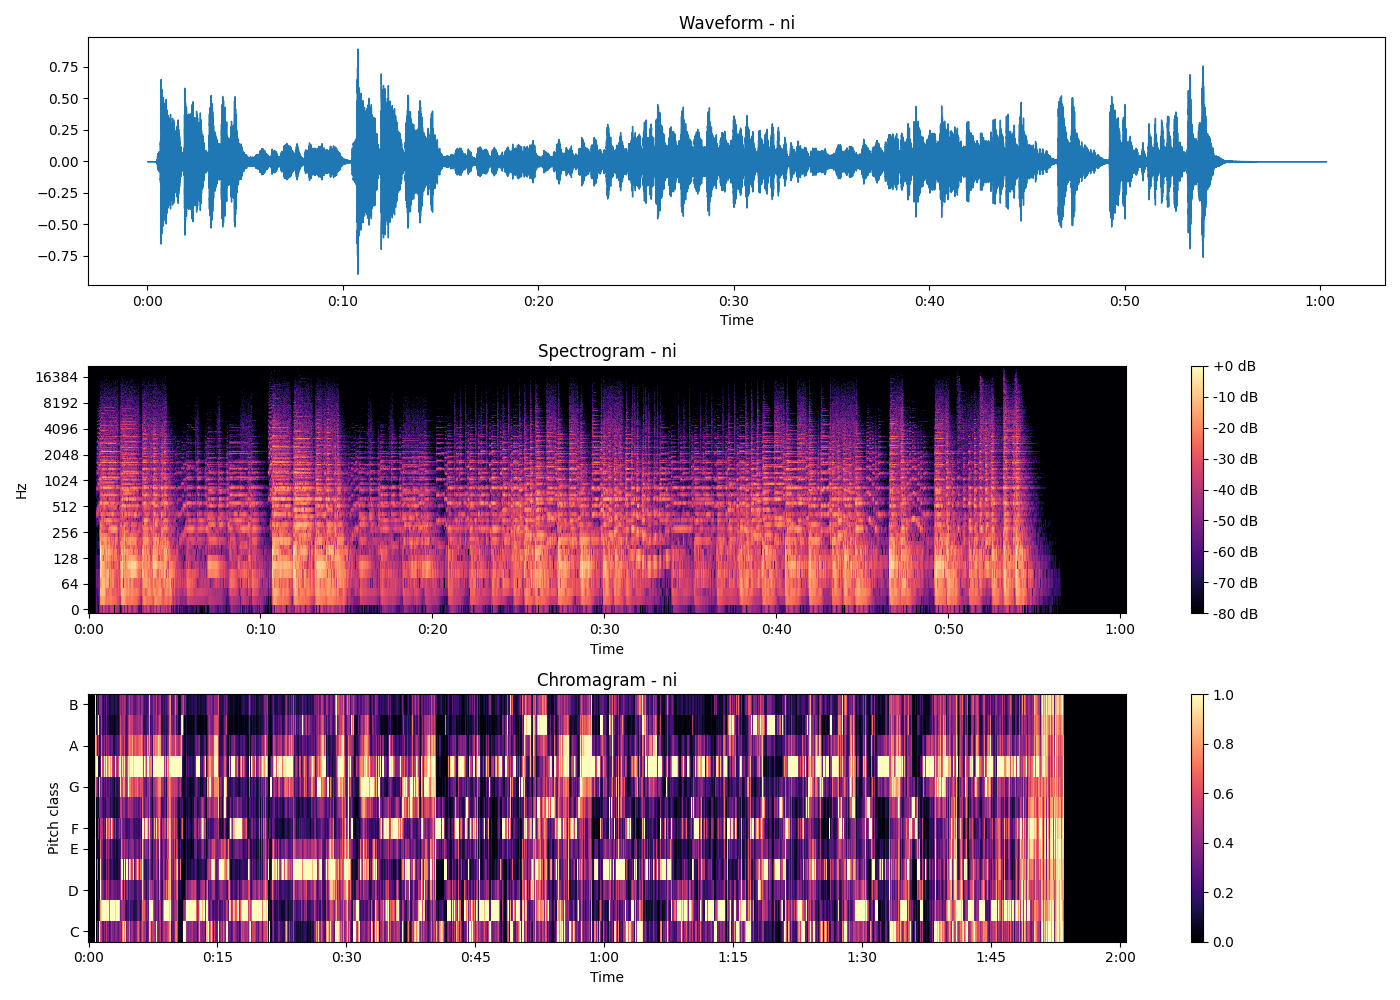 Waveform - ni
0.75
0.50
0.25
0.00
−0.25
−0.50
−0.75
0:00 0:10 0:20 0:30 0:40 0:50 1:00
Time
Spectrogram - ni
Hz
16384
8192
4096
2048
1024
512
256
128
64
0
0:00 0:10 0:20 0:30 0:40 0:50 1:00
Time
+0 dB
-10 dB
-20 dB
-30 dB
-40 dB
-50 dB
-60 dB
-70 dB
-80 dB
Chromagram - ni
Pitch class
B
A
G
F
E
D
C
0:00 0:15 0:30 0:45 1:00 1:15 1:30 1:45 2:00
Time
1.0
0.8
0.6
0.4
0.2
0.0